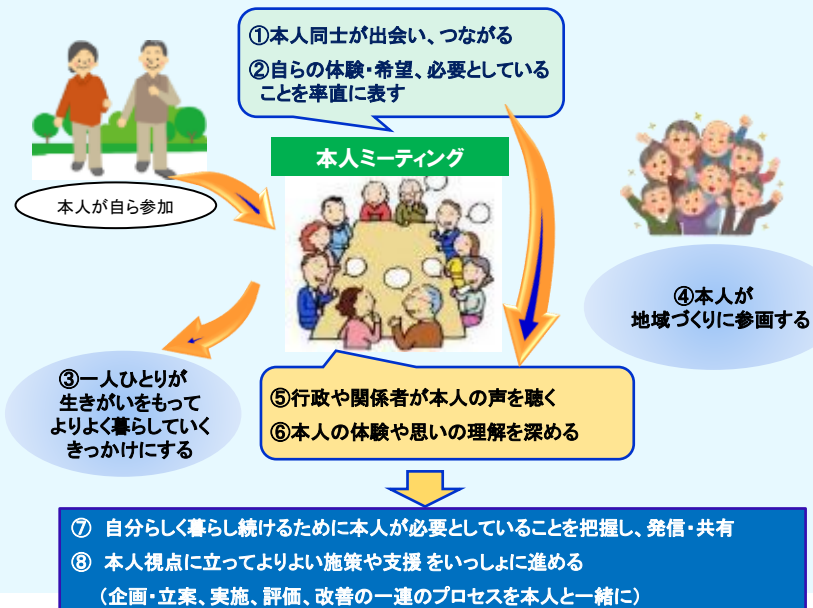 ①本人同士が出会い、つながる
②自らの体験・希望、必要としている
ことを率直に表す
本人ミーティング
本人が自ら参加
④本人が
地域づくりに参画する
③一人ひとりが
生きがいをもって
よりよく暮らしていく
きっかけにする
⑤行政や関係者が本人の声を聴く
⑥本人の体験や思いの理解を深める
⑦ 自分らしく暮らし続けるために本人が必要としていることを把握し、発信・共有
⑧ 本人視点に立ってよりよい施策や支援 をいっしょに進める
（企画・立案、実施、評価、改善の一連のプロセスを本人と一緒に）